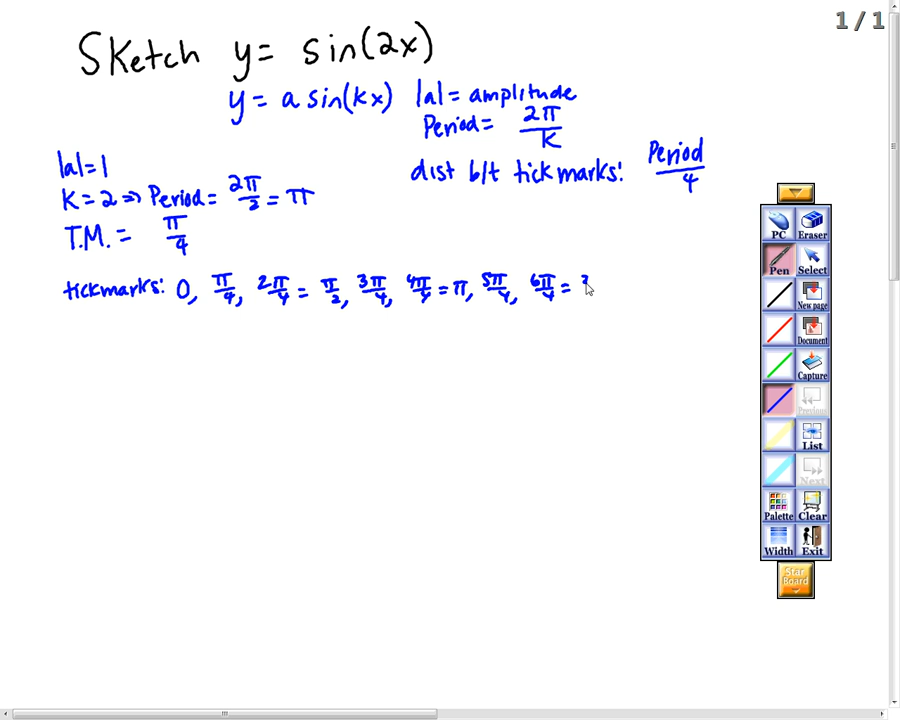 1 / 1
Sketch y = sin(2x)
y = a sin(kx) |a| = amplitude
Period = 2π/K
dist b/t tickmarks: Period/4
|a| = 1
K = 2 => Period = 2π/2 = π
T.M. = π/4
tickmarks: 0, π/4, 2π/4 = π/2, 3π/4, 4π/4 = π, 5π/4, 6π/4 =
PC Eraser
Pen Select
New page
Document
Capture
Previous
List
Next
Palette Clear
Width Exit
Star Board